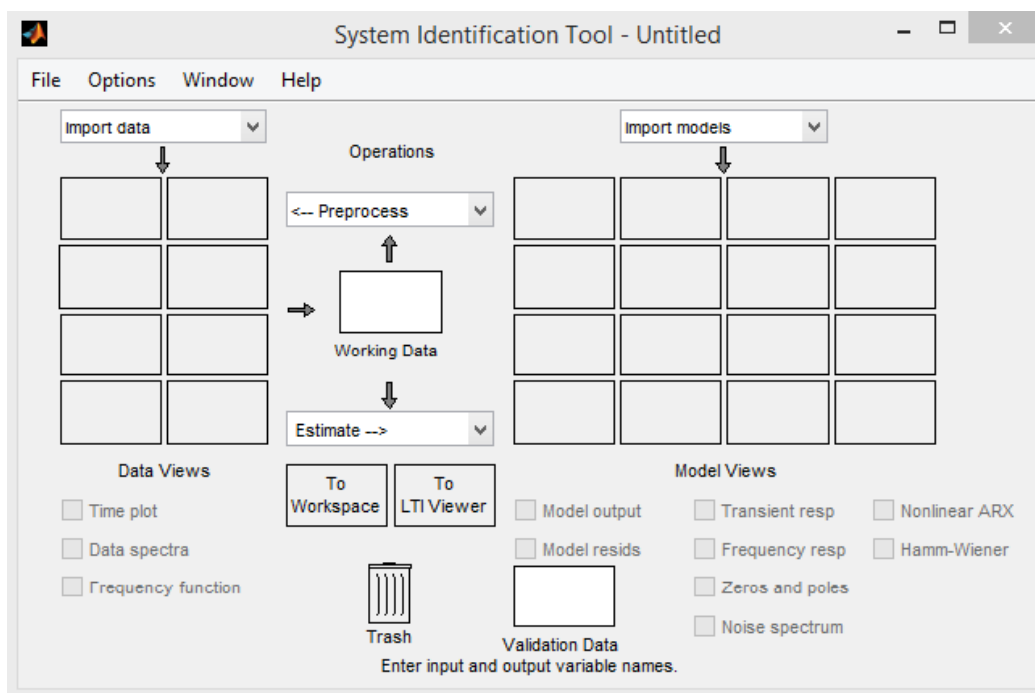 System Identification Tool - Untitled
File Options Window Help
Import data
Import models
Operations
<-- Preprocess
Working Data
Estimate -->
Data Views
Model Views
To Workspace
To LTI Viewer
Time plot
Data spectra
Frequency function
Model output
Model resids
Transient resp
Frequency resp
Zeros and poles
Noise spectrum
Nonlinear ARX
Hamm-Wiener
Trash
Validation Data
Enter input and output variable names.